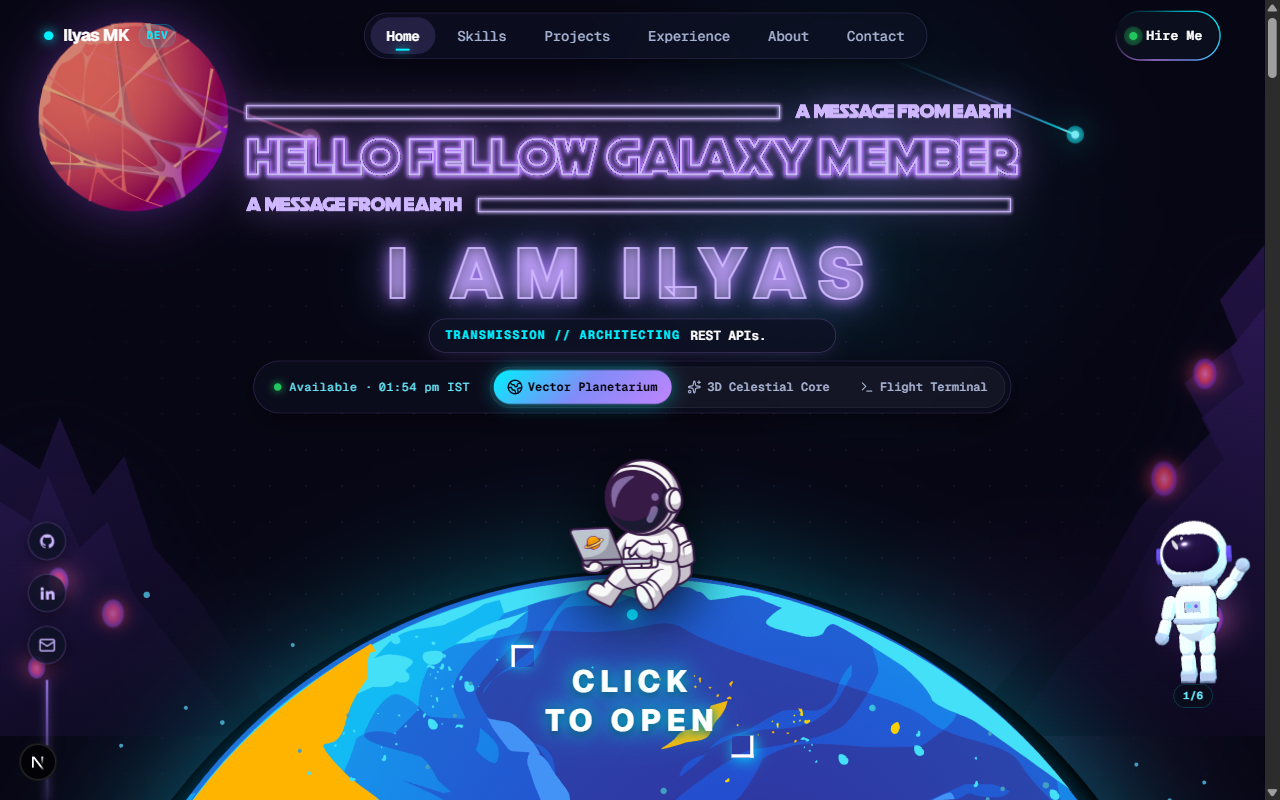 Ilyas MK DEV
Home Skills Projects Experience About Contact
Hire Me
A MESSAGE FROM EARTH
HELLO FELLOW GALAXY MEMBER
A MESSAGE FROM EARTH
I AM ILYAS
TRANSMISSION // ARCHITECTING REST APIs.
Available · 01:54 pm IST Vector Planetarium 3D Celestial Core Flight Terminal
CLICK
TO OPEN
1/6
in
N